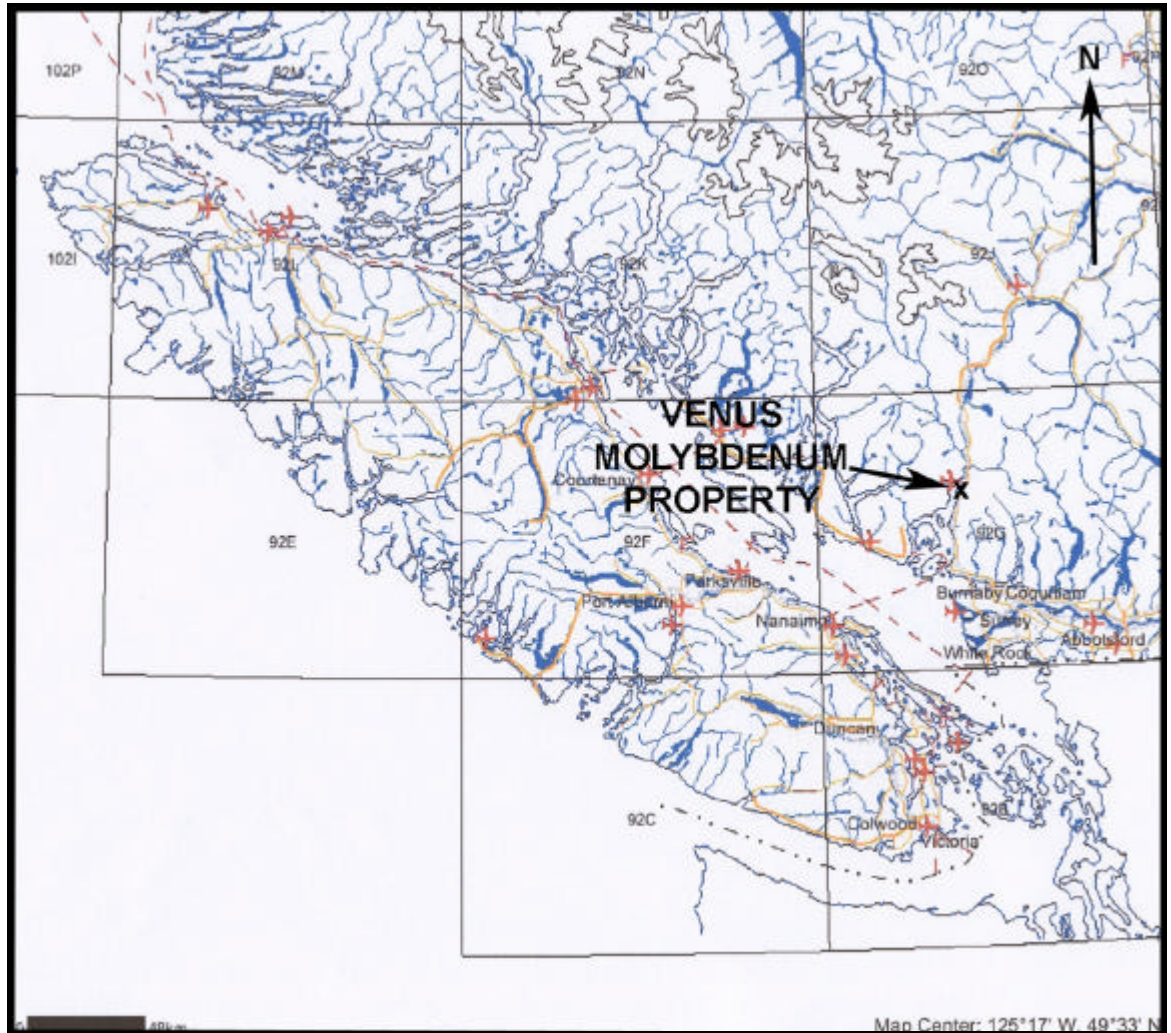 102P
92M
92N
92O
N
102I
92L
92K
92J
VENUS
MOLYBDENUM
PROPERTY
Courtenay
92E
92F
92G
Parksville
Port Alberni
Nanaimo
Burnaby Coquitlam
Surrey
Abbotsford
White Rock
Duncan
92C
92B
Colwood
Victoria
48km
Map Center: 125°17' W, 49°33' N